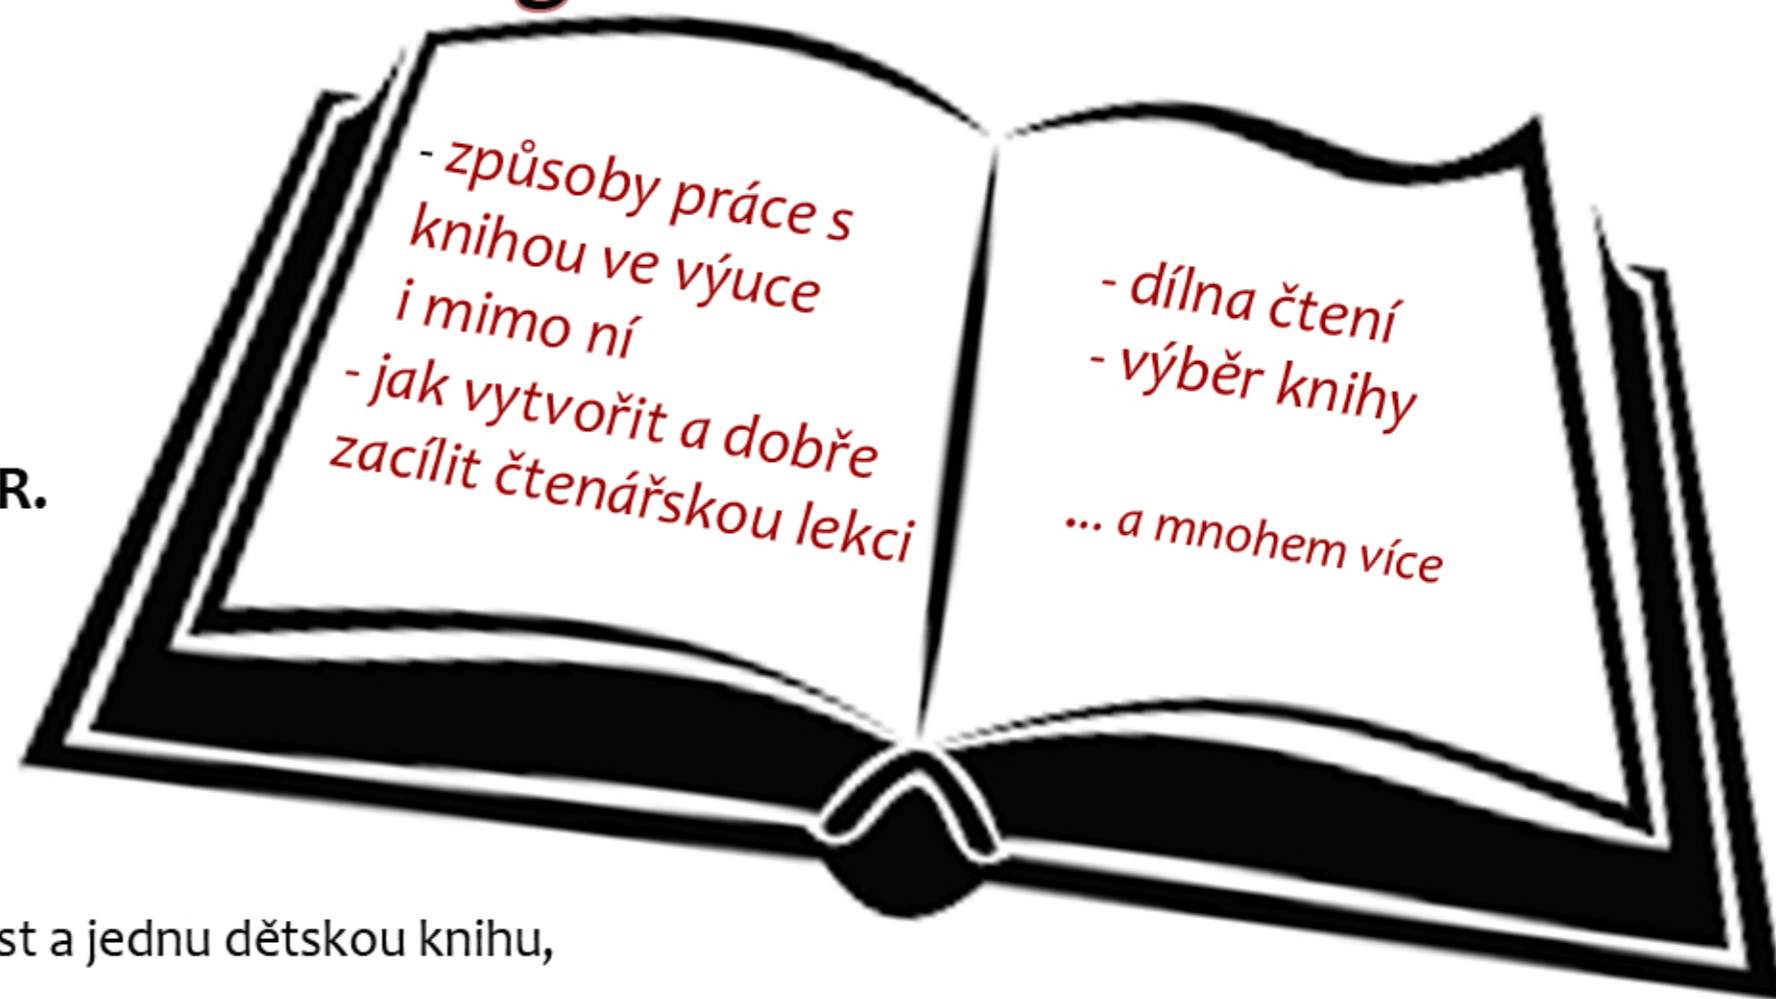 - způsoby práce s
knihou ve výuce
i mimo ní
- jak vytvořit a dobře
zacílit čtenářskou lekci
- dílna čtení
- výběr knihy
... a mnohem více
R.
st a jednu dětskou knihu,